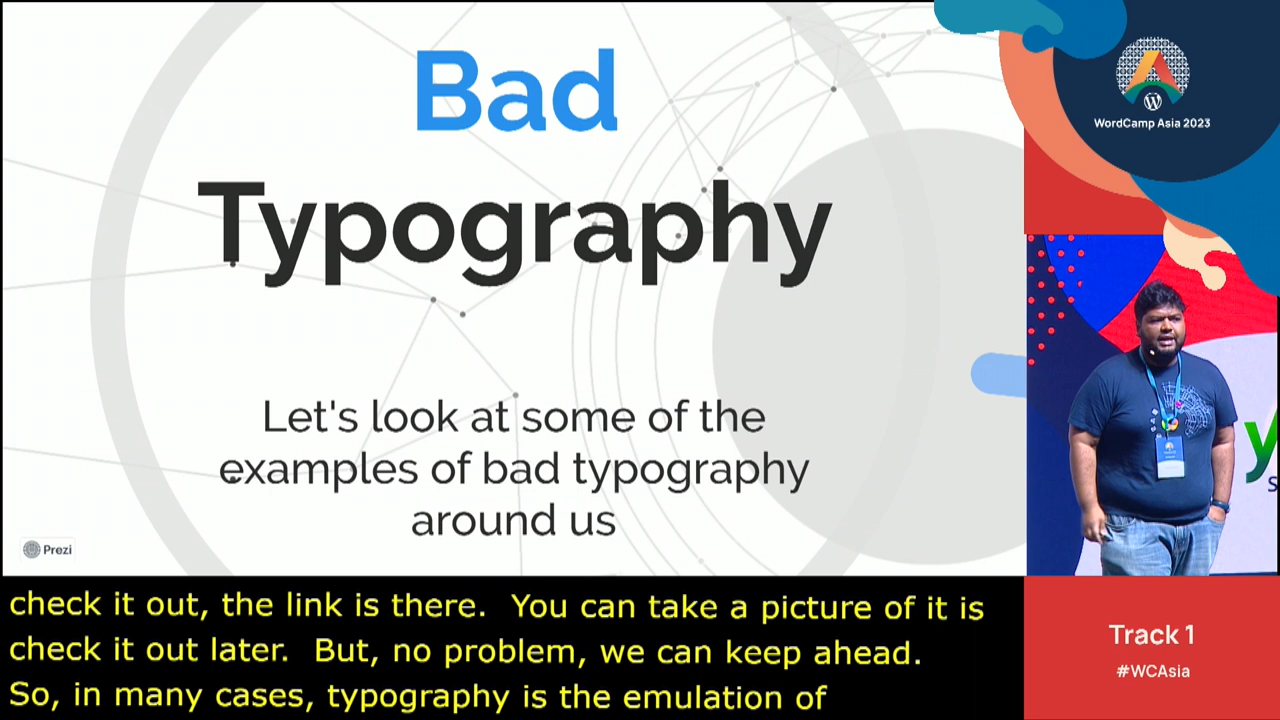 Bad
Typography
Let's look at some of the
examples of bad typography
around us
Prezi
WordCamp Asia 2023
check it out, the link is there.  You can take a picture of it is
check it out later.  But, no problem, we can keep ahead.
So, in many cases, typography is the emulation of
Track 1
#WCAsia